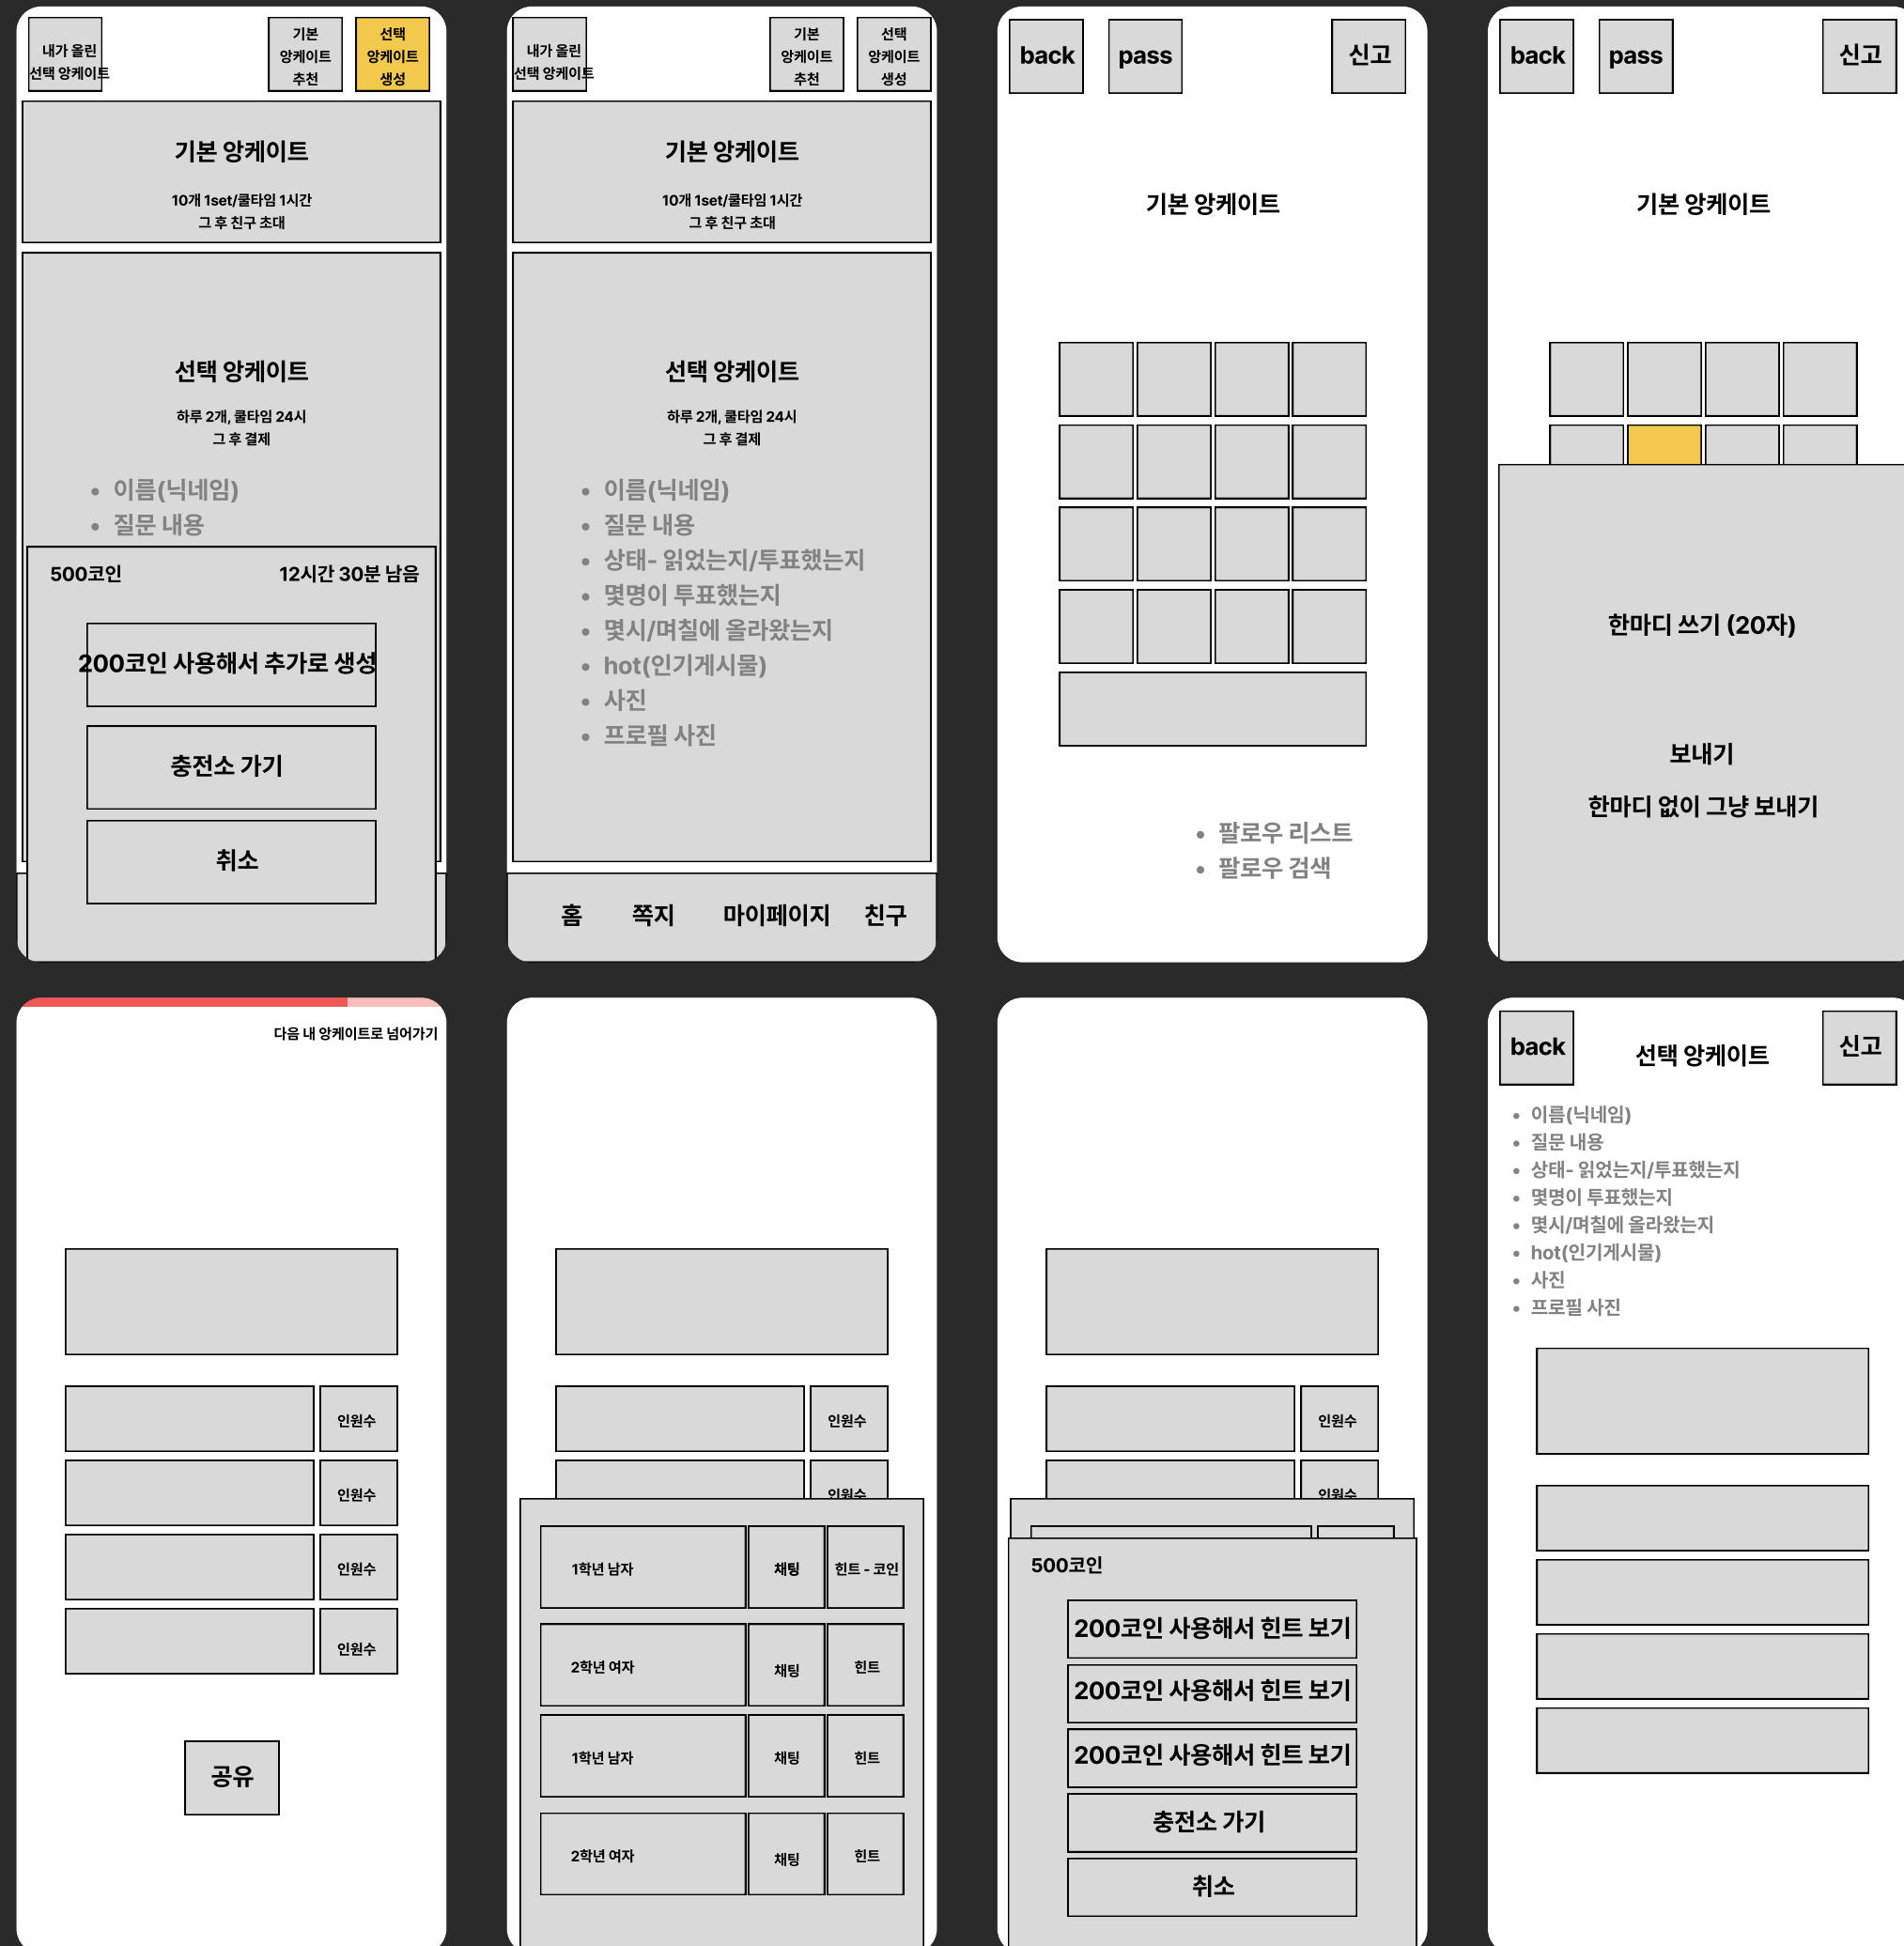 내가 올린
선택 앙케이트
기본
앙케이트
추천
선택
앙케이트
생성
기본 앙케이트
10개 1set/쿨타임 1시간
그 후 친구 초대
선택 앙케이트
하루 2개, 쿨타임 24시
그 후 결제
• 이름(닉네임)
• 질문 내용
500코인
12시간 30분 남음
200코인 사용해서 추가로 생성
충전소 가기
취소
내가 올린
선택 앙케이트
기본
앙케이트
추천
선택
앙케이트
생성
기본 앙케이트
10개 1set/쿨타임 1시간
그 후 친구 초대
선택 앙케이트
하루 2개, 쿨타임 24시
그 후 결제
• 이름(닉네임)
• 질문 내용
• 상태- 읽었는지/투표했는지
• 몇명이 투표했는지
• 몇시/며칠에 올라왔는지
• hot(인기게시물)
• 사진
• 프로필 사진
홈 쪽지 마이페이지 친구
back
pass
신고
기본 앙케이트
• 팔로우 리스트
• 팔로우 검색
back
pass
신고
기본 앙케이트
한마디 쓰기 (20자)
보내기
한마디 없이 그냥 보내기
다음 내 앙케이트로 넘어가기
인원수
인원수
인원수
인원수
공유
인원수
인원수
1학년 남자 채팅 힌트 - 코인
2학년 여자 채팅 힌트
1학년 남자 채팅 힌트
2학년 여자 채팅 힌트
인원수
인원수
500코인
200코인 사용해서 힌트 보기
200코인 사용해서 힌트 보기
200코인 사용해서 힌트 보기
충전소 가기
취소
back
선택 앙케이트
신고
• 이름(닉네임)
• 질문 내용
• 상태- 읽었는지/투표했는지
• 몇명이 투표했는지
• 몇시/며칠에 올라왔는지
• hot(인기게시물)
• 사진
• 프로필 사진